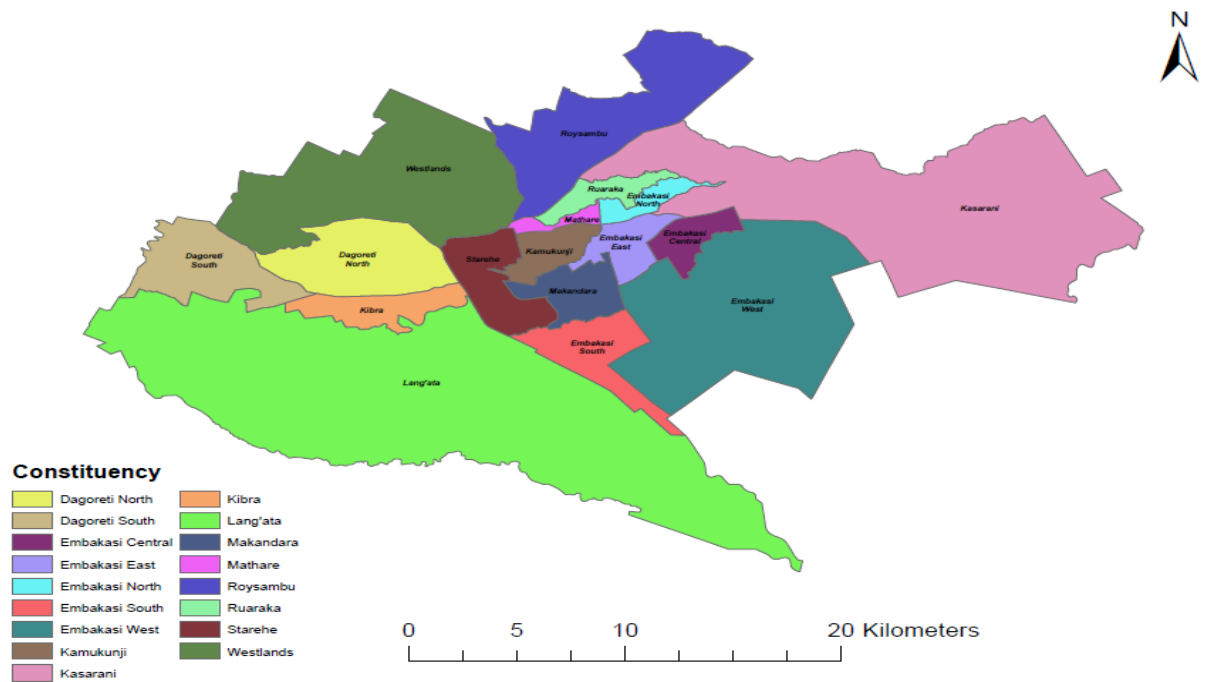 N
Roysambu
Westlands
Ruaraka
Embakasi
North
Kasarani
Mathare
Embakasi
Central
Embakasi
East
Kamukunji
Starehe
Dagoreti
South
Dagoreti
North
Makandara
Embakasi
West
Kibra
Embakasi
South
Lang'ata
Constituency
Dagoreti North
Dagoreti South
Embakasi Central
Embakasi East
Embakasi North
Embakasi South
Embakasi West
Kamukunji
Kasarani
Kibra
Lang'ata
Makandara
Mathare
Roysambu
Ruaraka
Starehe
Westlands
0 5 10 20 Kilometers